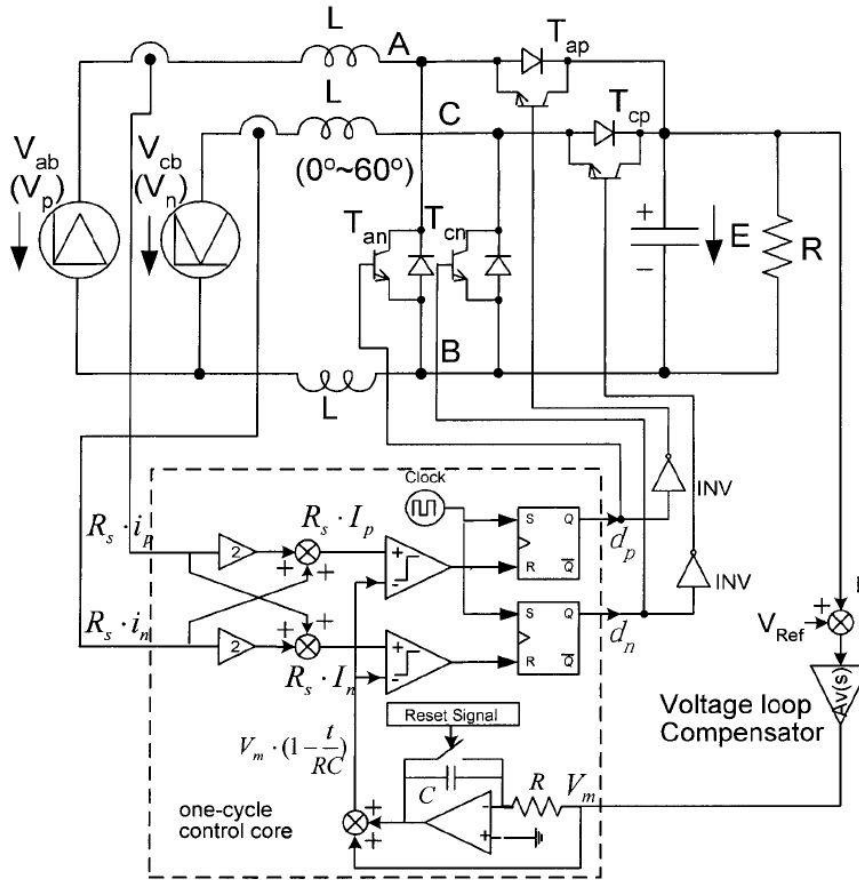 L
A
T_ap
L
C
T_cp
V_ab
(V_p)
V_cb
(V_n)
(0°~60°)
T_an
T_cn
+
E
R
−
B
L
Clock
INV
R_s · i_p
2
R_s · I_p
+
+
+
-
S
Q
R
Q̅
d_p
INV
R_s · i_n
2
R_s · I_n
+
+
+
-
S
Q
R
Q̅
d_n
V_Ref
+
Reset Signal
Voltage loop
Compensator
AV(s)
V_m · (1 − t/RC)
C
R
V_m
-
+
+
+
one-cycle
control core